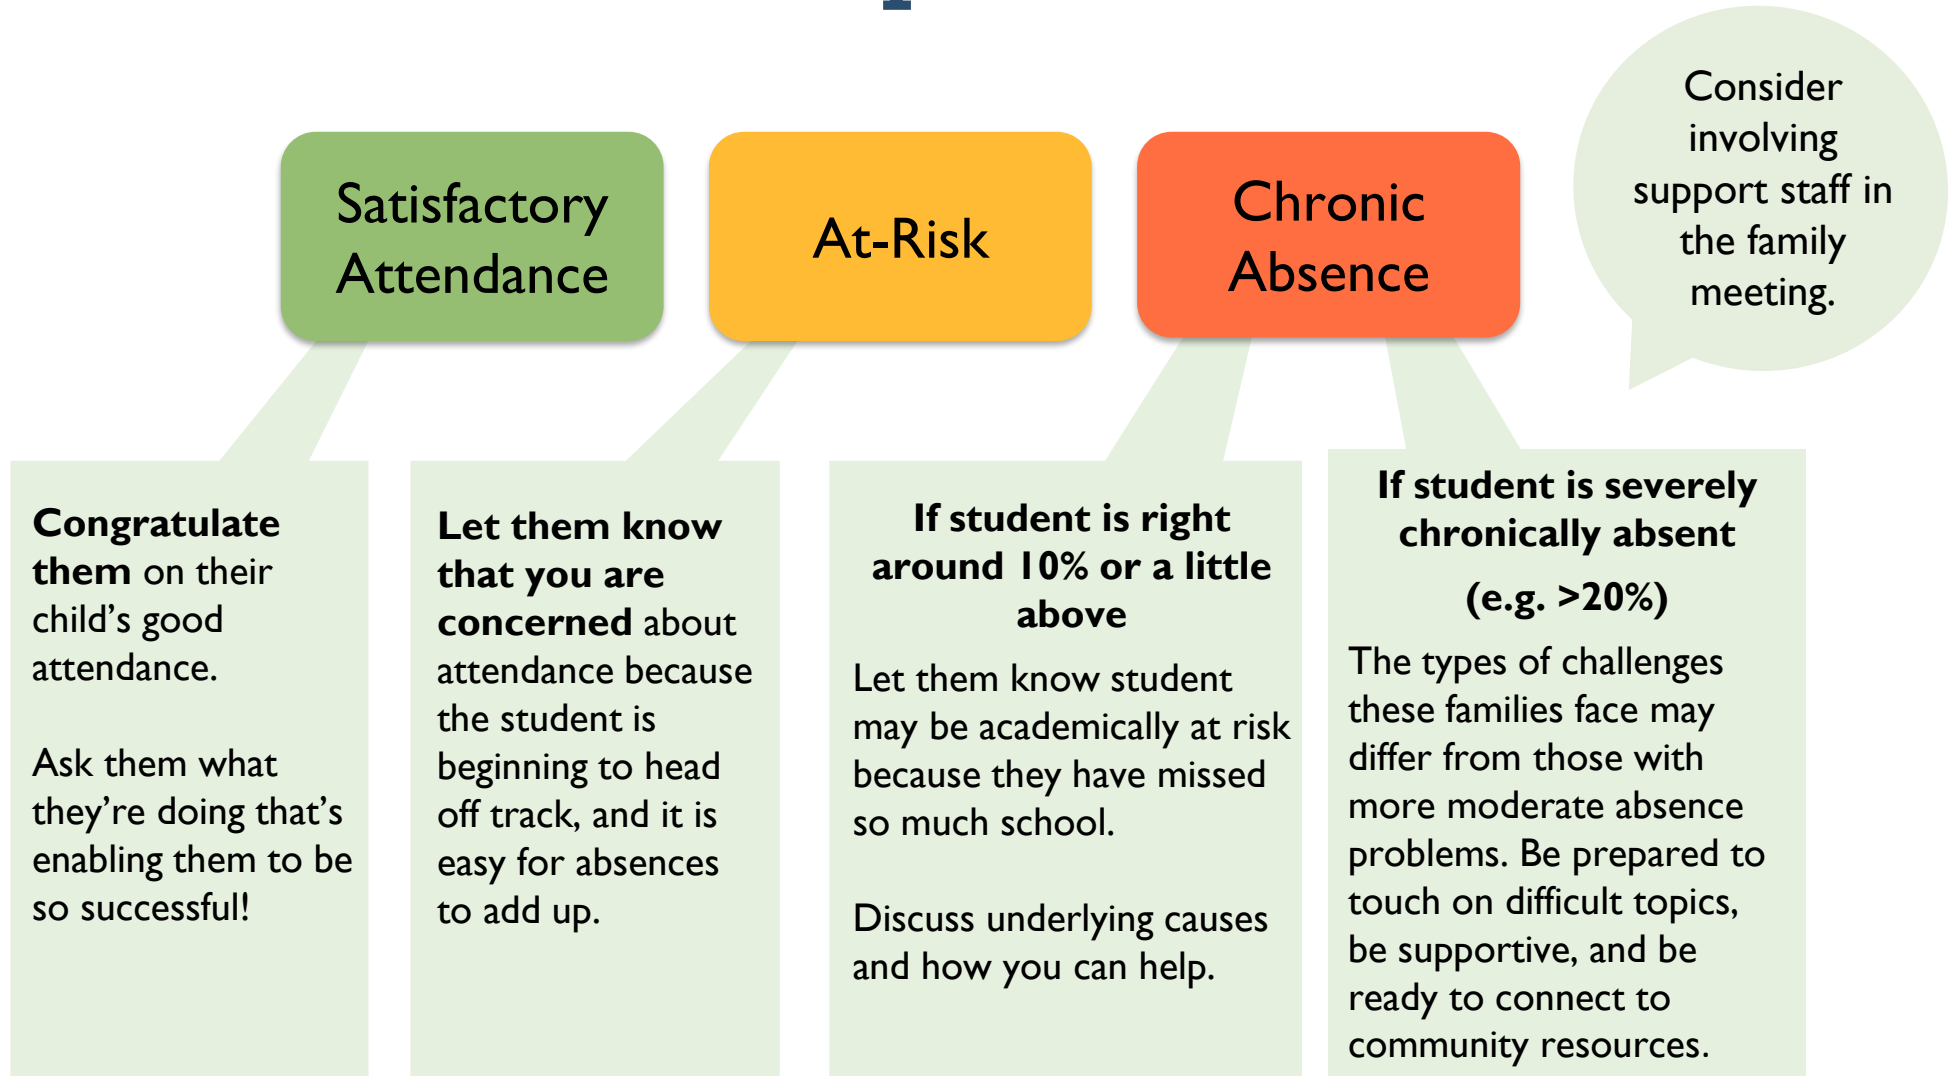 Satisfactory
Attendance
At-Risk
Chronic
Absence
Consider
involving
support staff in
the family
meeting.
Congratulate
them on their
child’s good
attendance.
Ask them what
they’re doing that’s
enabling them to be
so successful!
Let them know
that you are
concerned about
attendance because
the student is
beginning to head
off track, and it is
easy for absences
to add up.
If student is right
around 10% or a little
above
Let them know student
may be academically at risk
because they have missed
so much school.
Discuss underlying causes
and how you can help.
If student is severely
chronically absent
(e.g. >20%)
The types of challenges
these families face may
differ from those with
more moderate absence
problems. Be prepared to
touch on difficult topics,
be supportive, and be
ready to connect to
community resources.